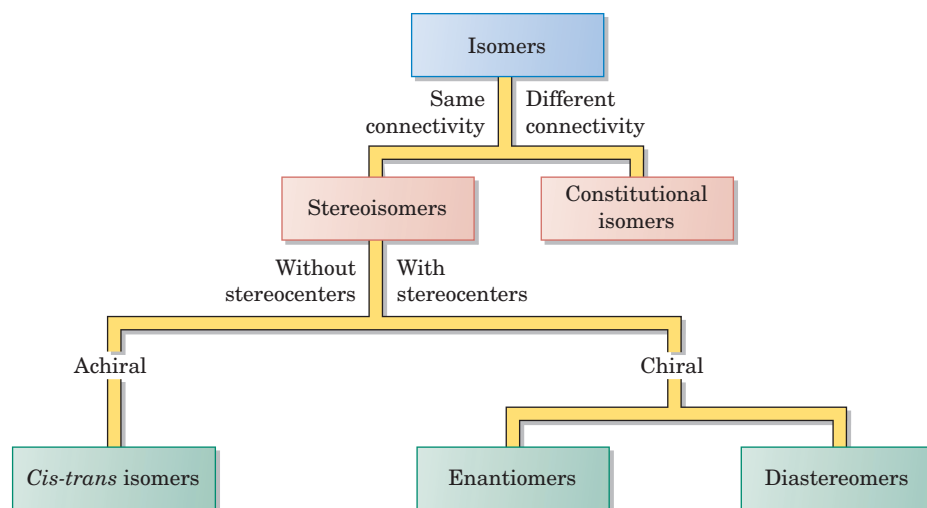 Isomers
Same
connectivity
Different
connectivity
Stereoisomers
Constitutional
isomers
Without
stereocenters
With
stereocenters
Achiral
Chiral
Cis-trans isomers
Enantiomers
Diastereomers